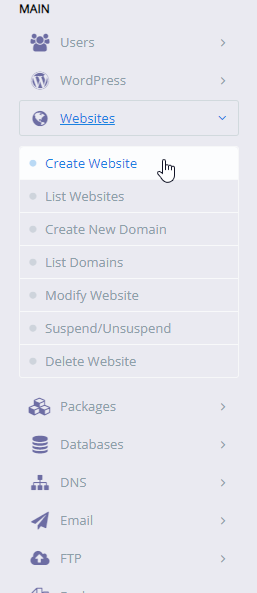 MAIN
Users
WordPress
Websites
Create Website
List Websites
Create New Domain
List Domains
Modify Website
Suspend/Unsuspend
Delete Website
Packages
Databases
DNS
Email
FTP